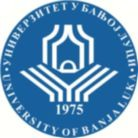 УНИВЕРЗИТЕТ У БАЊОЈ ЛУЦИ
1975
UNIVERSITY OF BANJA LUKA